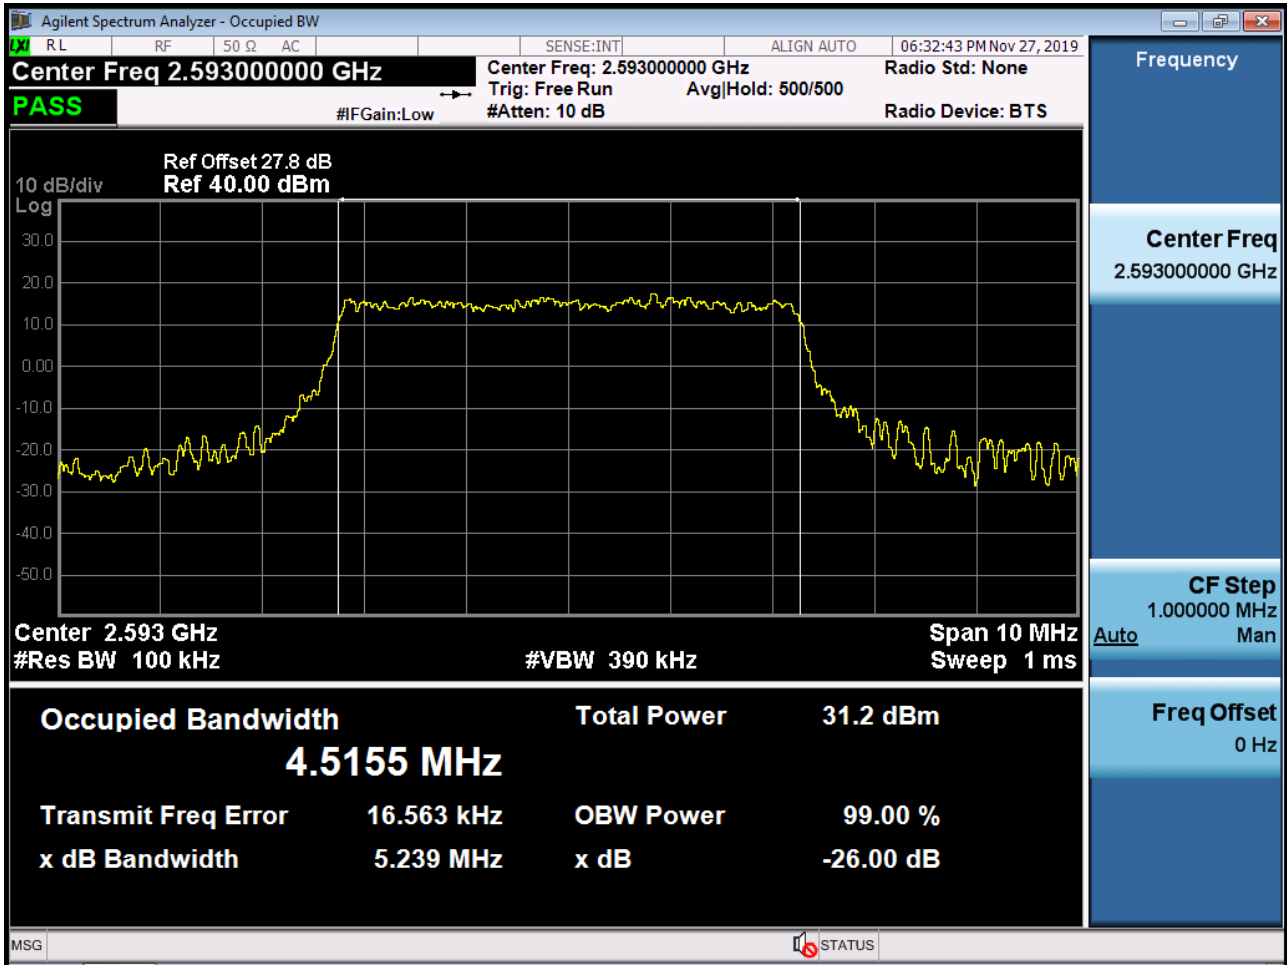 Agilent Spectrum Analyzer - Occupied BW
LXI RL RF 50 Ω AC SENSE:INT ALIGN AUTO 06:32:43 PM Nov 27, 2019
Center Freq 2.593000000 GHz
Center Freq: 2.593000000 GHz
Radio Std: None
Trig: Free Run Avg|Hold: 500/500
PASS
#IFGain:Low
#Atten: 10 dB
Radio Device: BTS
Ref Offset 27.8 dB
10 dB/div Ref 40.00 dBm
Log
30.0
20.0
10.0
0.00
-10.0
-20.0
-30.0
-40.0
-50.0
Center 2.593 GHz Span 10 MHz
#Res BW 100 kHz #VBW 390 kHz Sweep 1 ms
Occupied Bandwidth Total Power 31.2 dBm
4.5155 MHz
Transmit Freq Error 16.563 kHz OBW Power 99.00 %
x dB Bandwidth 5.239 MHz x dB -26.00 dB
MSG STATUS
Frequency
Center Freq
2.593000000 GHz
CF Step
1.000000 MHz
Auto Man
Freq Offset
0 Hz